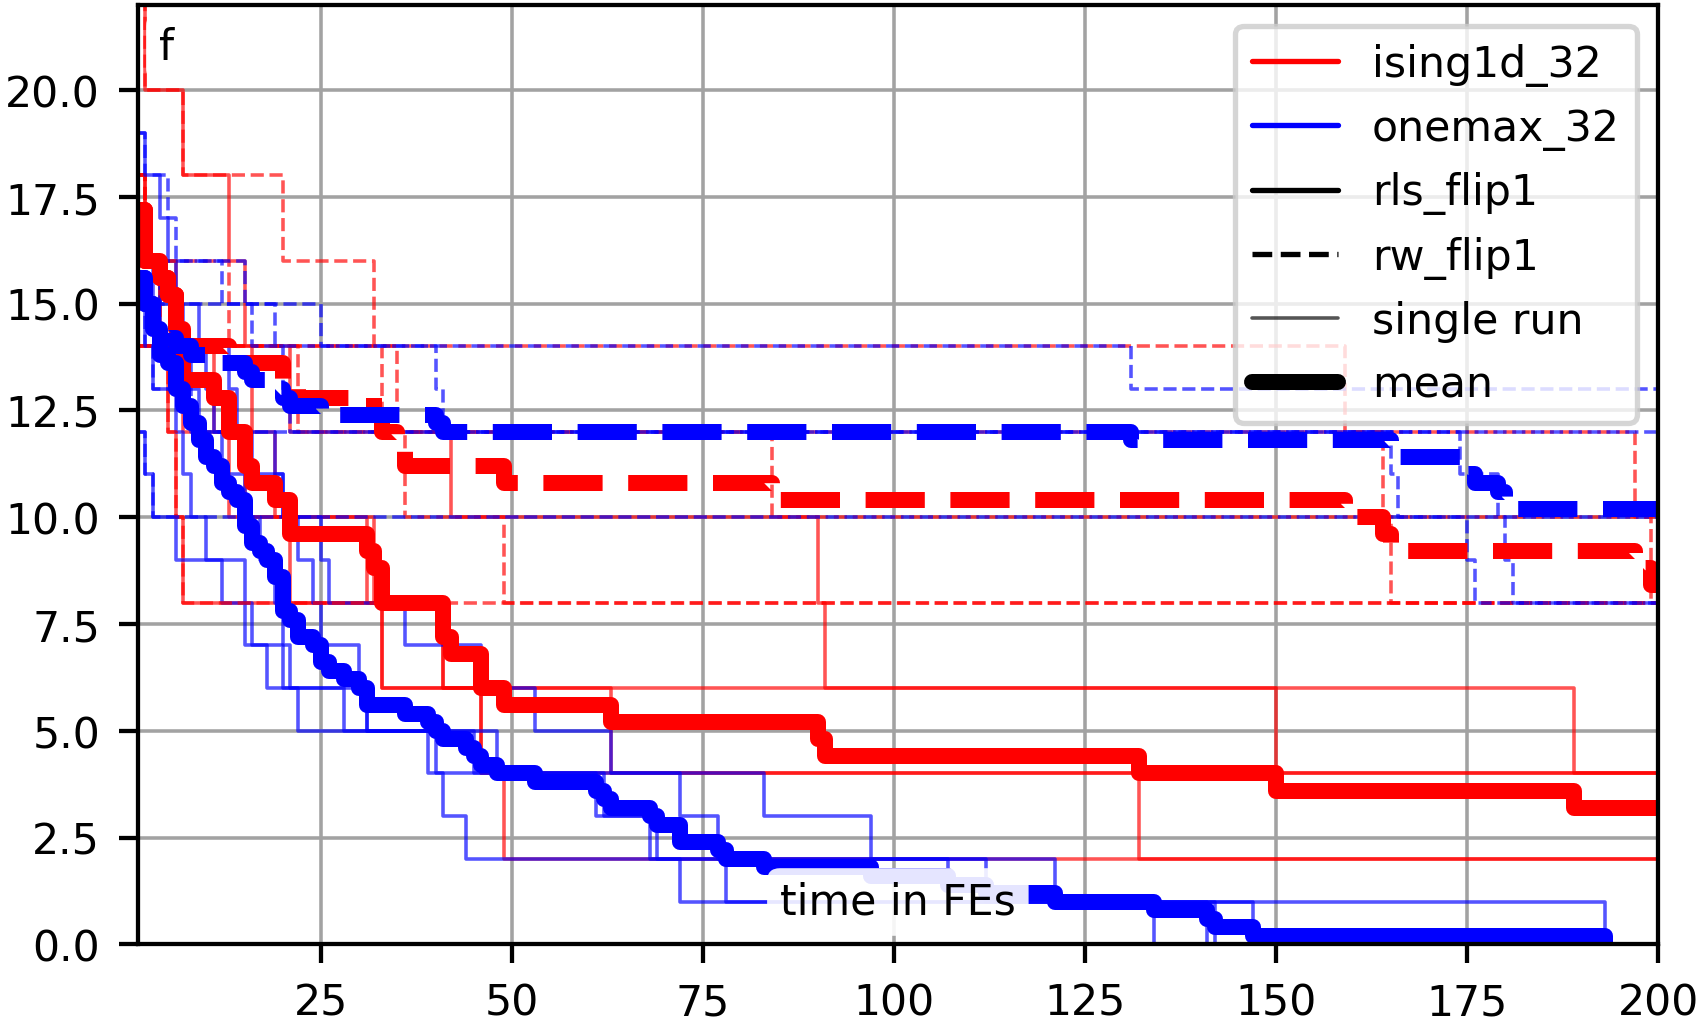 f
20.0
17.5
15.0
12.5
10.0
7.5
5.0
2.5
0.0
ising1d_32
onemax_32
rls_flip1
rw_flip1
single run
mean
time in FEs
25 50 75 100 125 150 175 200